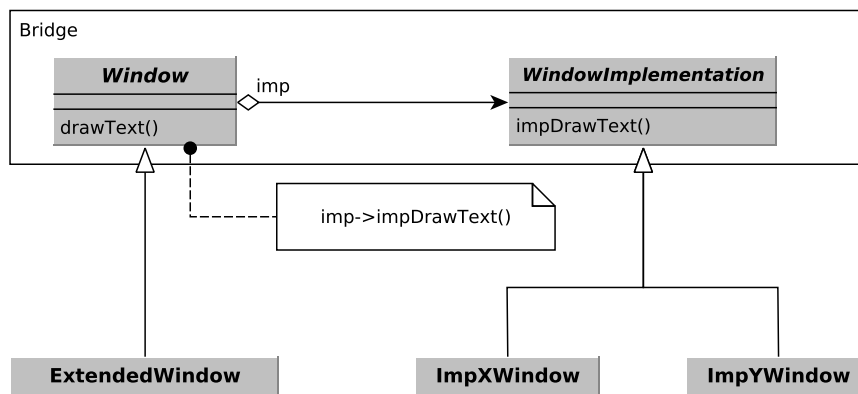 Bridge
Window
imp
WindowImplementation
drawText()
impDrawText()
imp->impDrawText()
ExtendedWindow
ImpXWindow
ImpYWindow